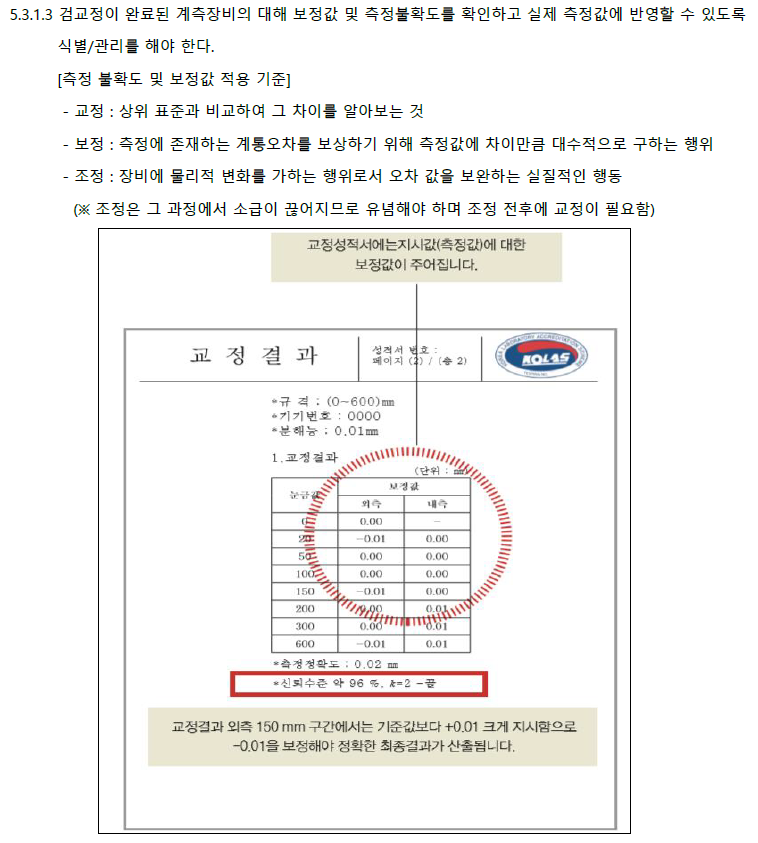 5.3.1.3 검교정이 완료된 계측장비의 대해 보정값 및 측정불확도를 확인하고 실제 측정값에 반영할 수 있도록
식별/관리를 해야 한다.
[측정 불확도 및 보정값 적용 기준]
- 교정 : 상위 표준과 비교하여 그 차이를 알아보는 것
- 보정 : 측정에 존재하는 계통오차를 보상하기 위해 측정값에 차이만큼 대수적으로 구하는 행위
- 조정 : 장비에 물리적 변화를 가하는 행위로서 오차 값을 보완하는 실질적인 행동
(※ 조정은 그 과정에서 소급이 끊어지므로 유념해야 하며 조정 전후에 교정이 필요함)
교정성적서에는지시값(측정값)에 대한
보정값이 주어집니다.
교 정 결 과
성적서 번호 :
페이지 (2) / (총 2)
KOREA LABORATORY ACCREDITATION SCHEME
KOLAS
*규 격 ; (0~600)mm
*기기번호 : 0000
*분해능 ; 0.01mm
1.교정결과
(단위 : mm)
눈금값 보정값
외측 내측
0 0.00 -
20 -0.01 0.00
50 0.00 0.00
100 0.00 0.00
150 -0.01 0.00
200 0.00 0.01
300 0.00 0.01
600 -0.01 0.01
*측정정확도 ; 0.02 mm
*신뢰수준 약 96 %, k=2 -끝
교정결과 외측 150 mm 구간에서는 기준값보다 +0.01 크게 지시함으로
-0.01을 보정해야 정확한 최종결과가 산출됩니다.